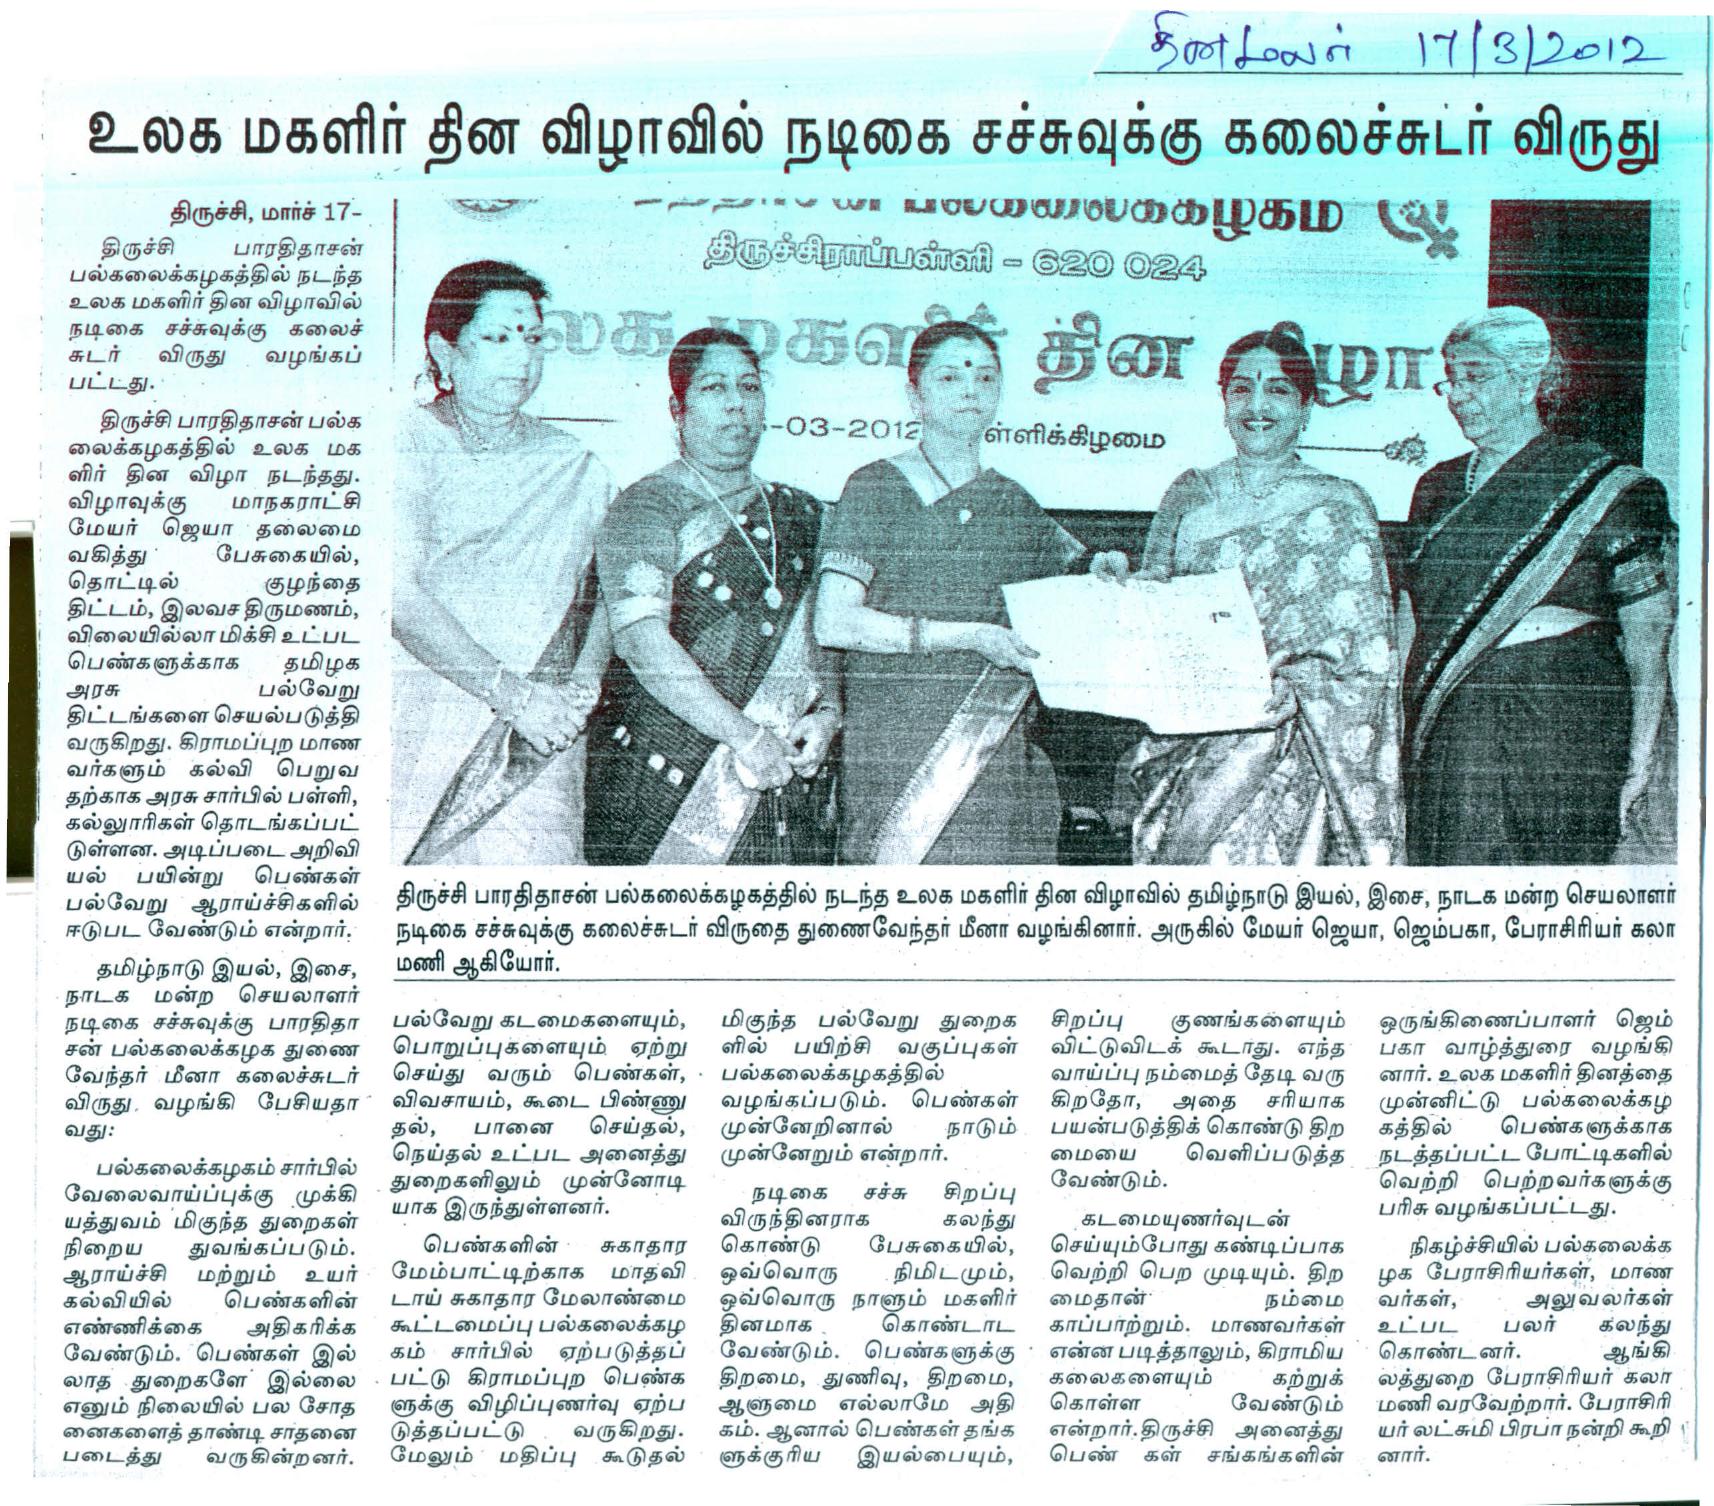 தினமலர் 17/3/2012
உலக மகளிர் தின விழாவில் நடிகை சச்சுவுக்கு கலைச்சுடர் விருது
திருச்சி, மார்ச் 17-
திருச்சி பாரதிதாசன்
பல்கலைக்கழகத்தில் நடந்த
உலக மகளிர் தின விழாவில்
நடிகை சச்சுவுக்கு கலைச்
சுடர் விருது வழங்கப்
பட்டது.
திருச்சி பாரதிதாசன் பல்க
லைக்கழகத்தில் உலக மக
ளிர் தின விழா நடந்தது.
விழாவுக்கு மாநகராட்சி
மேயர் ஜெயா தலைமை
வகித்து பேசுகையில்,
தொட்டில் குழந்தை
திட்டம், இலவச திருமணம்,
விலையில்லா மிக்சி உட்பட
பெண்களுக்காக தமிழக
அரசு பல்வேறு
திட்டங்களை செயல்படுத்தி
வருகிறது. கிராமப்புற மாண
வர்களும் கல்வி பெறுவ
தற்காக அரசு சார்பில் பள்ளி,
கல்லுாரிகள் தொடங்கப்பட்
டுள்ளன. அடிப்படை அறிவி
யல் பயின்று பெண்கள்
பல்வேறு ஆராய்ச்சிகளில்
ஈடுபட வேண்டும் என்றார்.
தமிழ்நாடு இயல், இசை,
நாடக மன்ற செயலாளர்
நடிகை சச்சுவுக்கு பாரதிதா
சன் பல்கலைக்கழக துணை
வேந்தர் மீனா கலைச்சுடர்
விருது வழங்கி பேசியதா
வது:
பல்கலைக்கழகம் சார்பில்
வேலைவாய்ப்புக்கு முக்கி
யத்துவம் மிகுந்த துறைகள்
நிறைய துவங்கப்படும்.
ஆராய்ச்சி மற்றும் உயர்
கல்வியில் பெண்களின்
எண்ணிக்கை அதிகரிக்க
வேண்டும். பெண்கள் இல்
லாத துறைகளே இல்லை
எனும் நிலையில் பல சோத
னைகளைத் தாண்டி சாதனை
படைத்து வருகின்றனர்.
பல்கலைக்கழகம்
திருச்சிராப்பள்ளி - 620 024
லக மகளிர் தின விழா
-03-2012 ள்ளிக்கிழமை
திருச்சி பாரதிதாசன் பல்கலைக்கழகத்தில் நடந்த உலக மகளிர் தின விழாவில் தமிழ்நாடு இயல், இசை, நாடக மன்ற செயலாளர்
நடிகை சச்சுவுக்கு கலைச்சுடர் விருதை துணைவேந்தர் மீனா வழங்கினார். அருகில் மேயர் ஜெயா, ஜெம்பகா, பேராசிரியர் கலா
மணி ஆகியோர்.
பல்வேறு கடமைகளையும்,
பொறுப்புகளையும் ஏற்று
செய்து வரும் பெண்கள்,
விவசாயம், கூடை பிண்ணு
தல், பானை செய்தல்,
நெய்தல் உட்பட அனைத்து
துறைகளிலும் முன்னோடி
யாக இருந்துள்ளனர்.
பெண்களின் சுகாதார
மேம்பாட்டிற்காக மாதவி
டாய் சுகாதார மேலாண்மை
கூட்டமைப்பு பல்கலைக்கழ
கம் சார்பில் ஏற்படுத்தப்
பட்டு கிராமப்புற பெண்க
ளுக்கு விழிப்புணர்வு ஏற்ப
டுத்தப்பட்டு வருகிறது.
மேலும் மதிப்பு கூடுதல்
மிகுந்த பல்வேறு துறைக
ளில் பயிற்சி வகுப்புகள்
பல்கலைக்கழகத்தில்
வழங்கப்படும். பெண்கள்
முன்னேறினால் நாடும்
முன்னேறும் என்றார்.
நடிகை சச்சு சிறப்பு
விருந்தினராக கலந்து
கொண்டு பேசுகையில்,
ஒவ்வொரு நிமிடமும்,
ஒவ்வொரு நாளும் மகளிர்
தினமாக கொண்டாட
வேண்டும். பெண்களுக்கு
திறமை, துணிவு, திறமை,
ஆளுமை எல்லாமே அதி
கம். ஆனால் பெண்கள் தங்க
ளுக்குரிய இயல்பையும்,
சிறப்பு குணங்களையும்
விட்டுவிடக் கூடாது. எந்த
வாய்ப்பு நம்மைத் தேடி வரு
கிறதோ, அதை சரியாக
பயன்படுத்திக் கொண்டு திற
மையை வெளிப்படுத்த
வேண்டும்.
கடமையுணர்வுடன்
செய்யும்போது கண்டிப்பாக
வெற்றி பெற முடியும். திற
மைதான் நம்மை
காப்பாற்றும். மாணவர்கள்
என்ன படித்தாலும், கிராமிய
கலைகளையும் கற்றுக்
கொள்ள வேண்டும்
என்றார். திருச்சி அனைத்து
பெண் கள் சங்கங்களின்
ஒருங்கிணைப்பாளர் ஜெம்
பகா வாழ்த்துரை வழங்கி
னார். உலக மகளிர் தினத்தை
முன்னிட்டு பல்கலைக்கழ
கத்தில் பெண்களுக்காக
நடத்தப்பட்ட போட்டிகளில்
வெற்றி பெற்றவர்களுக்கு
பரிசு வழங்கப்பட்டது.
நிகழ்ச்சியில் பல்கலைக்க
ழக பேராசிரியர்கள், மாண
வர்கள், அலுவலர்கள்
உட்பட பலர் கலந்து
கொண்டனர். ஆங்கி
லத்துறை பேராசிரியர் கலா
மணி வரவேற்றார். பேராசிரி
யர் லட்சுமி பிரபா நன்றி கூறி
னார்.